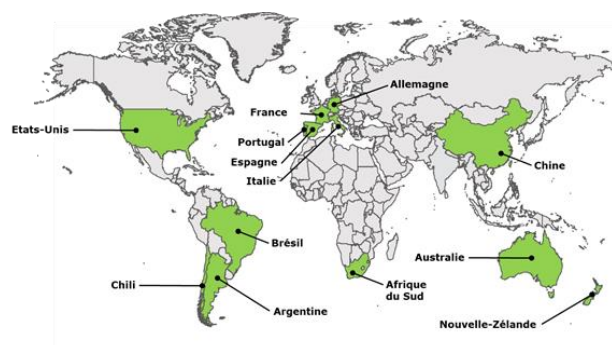 Allemagne
France
Etats-Unis
Portugal
Espagne
Italie
Chine
Brésil
Australie
Chili
Argentine
Afrique
du Sud
Nouvelle-Zélande